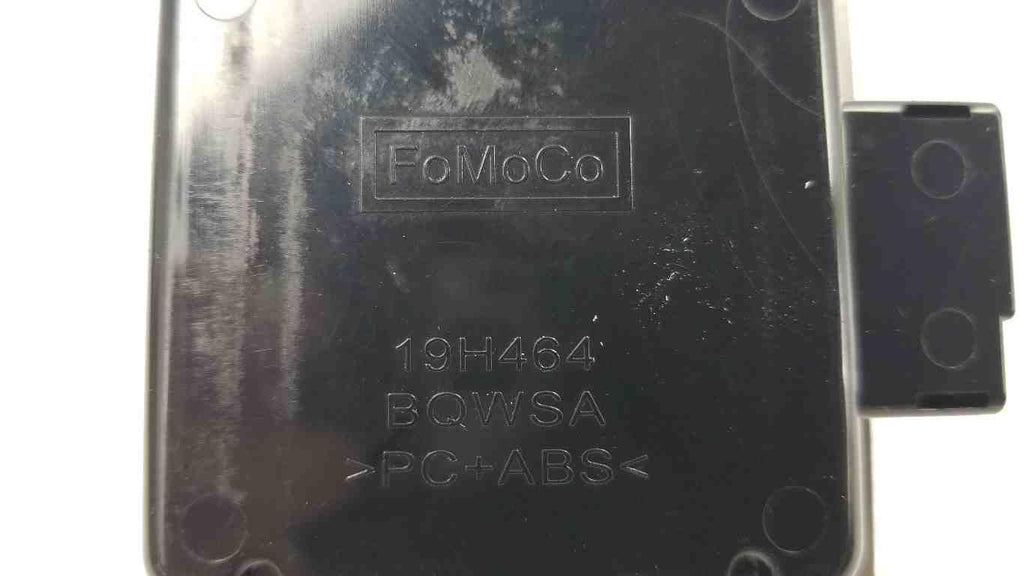 FoMoCo
19H464
BQWSA
>PC+ABS<